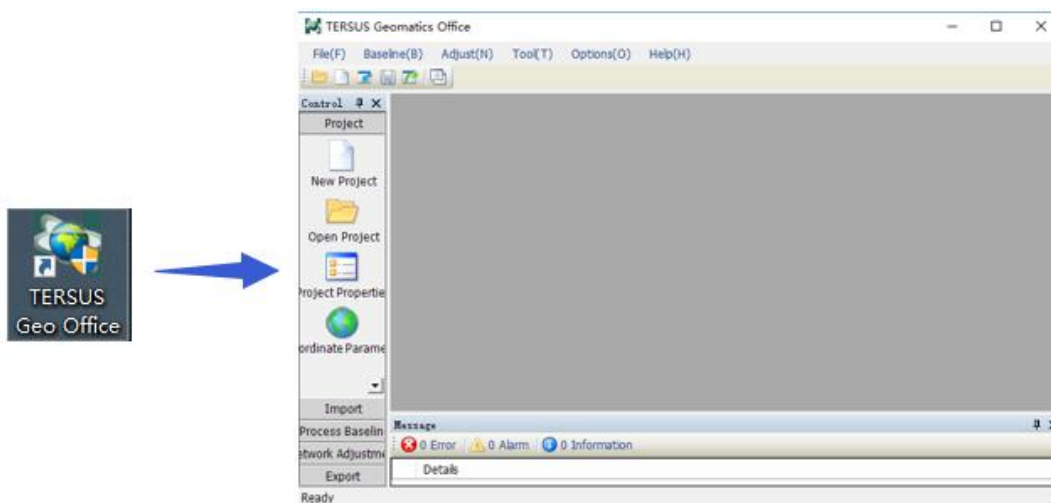 TERSUS Geomatics Office
File(F) Baseline(B) Adjust(N) Tool(T) Options(O) Help(H)
Control
Project
New Project
Open Project
Project Propertie
ordinate Parame
Import
Process Baselin
etwork Adjustme
Export
Message
0 Error 0 Alarm 0 Information
Details
Ready
TERSUS
Geo Office